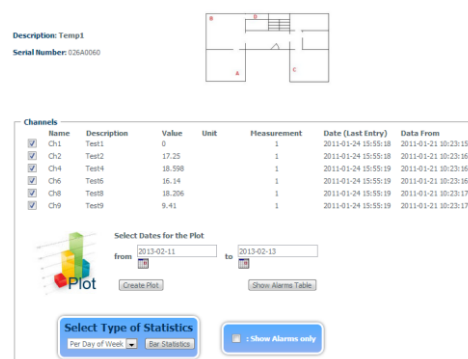 B
D
Description: Temp1
Serial Number: 026A0060
A
C
Channels
Name Description Value Unit Measurement Date (Last Entry) Data From
Ch1 Test1 0 1 2011-01-24 15:55:18 2011-01-21 10:23:15
Ch2 Test2 17.25 1 2011-01-24 15:55:18 2011-01-21 10:23:16
Ch4 Test4 18.598 1 2011-01-24 15:55:19 2011-01-21 10:23:16
Ch6 Test6 16.14 1 2011-01-24 15:55:19 2011-01-21 10:23:16
Ch8 Test8 18.206 1 2011-01-24 15:55:19 2011-01-21 10:23:17
Ch9 Test9 9.41 1 2011-01-24 15:55:19 2011-01-21 10:23:17
Select Dates for the Plot
from 2013-02-11 to 2013-02-13
Plot
Create Plot Show Alarms Table
Select Type of Statistics
Per Day of Week Bar Statistics
: Show Alarms only